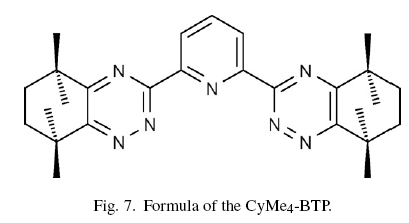 N N
N N N
N N
Fig. 7. Formula of the CyMe4-BTP.